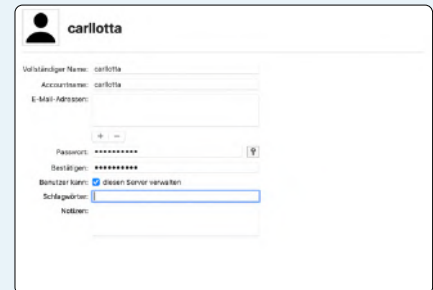 carllotta
Vollständiger Name: carllotta
Accountname: carllotta
E-Mail-Adressen:
+ −
Passwort: ••••••••••
Bestätigen: ••••••••••
Benutzer kann: diesen Server verwalten
Schlagwörter:
Notizen: